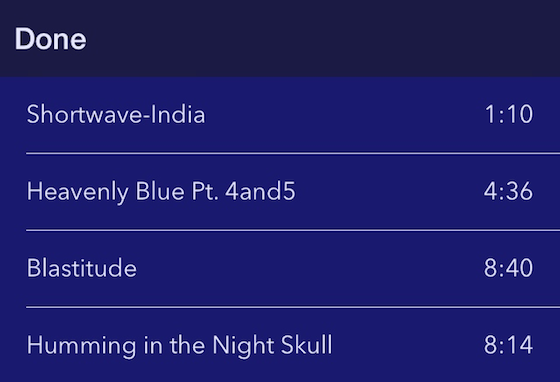 Done
Shortwave-India 1:10
Heavenly Blue Pt. 4and5 4:36
Blastitude 8:40
Humming in the Night Skull 8:14